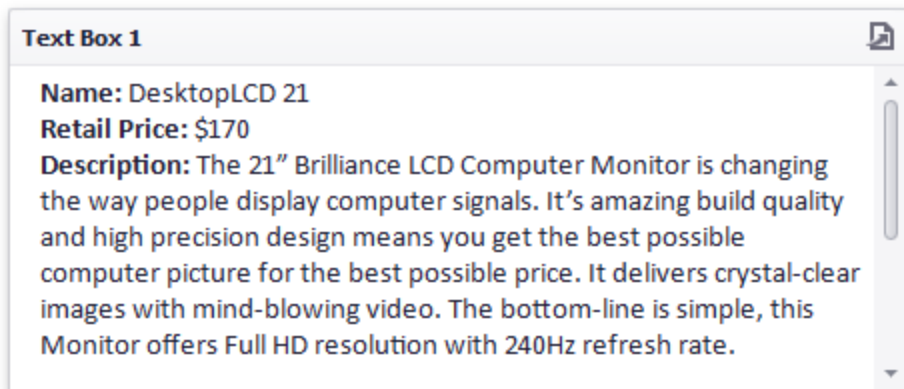 Text Box 1
Name: DesktopLCD 21
Retail Price: $170
Description: The 21” Brilliance LCD Computer Monitor is changing
the way people display computer signals. It’s amazing build quality
and high precision design means you get the best possible
computer picture for the best possible price. It delivers crystal-clear
images with mind-blowing video. The bottom-line is simple, this
Monitor offers Full HD resolution with 240Hz refresh rate.